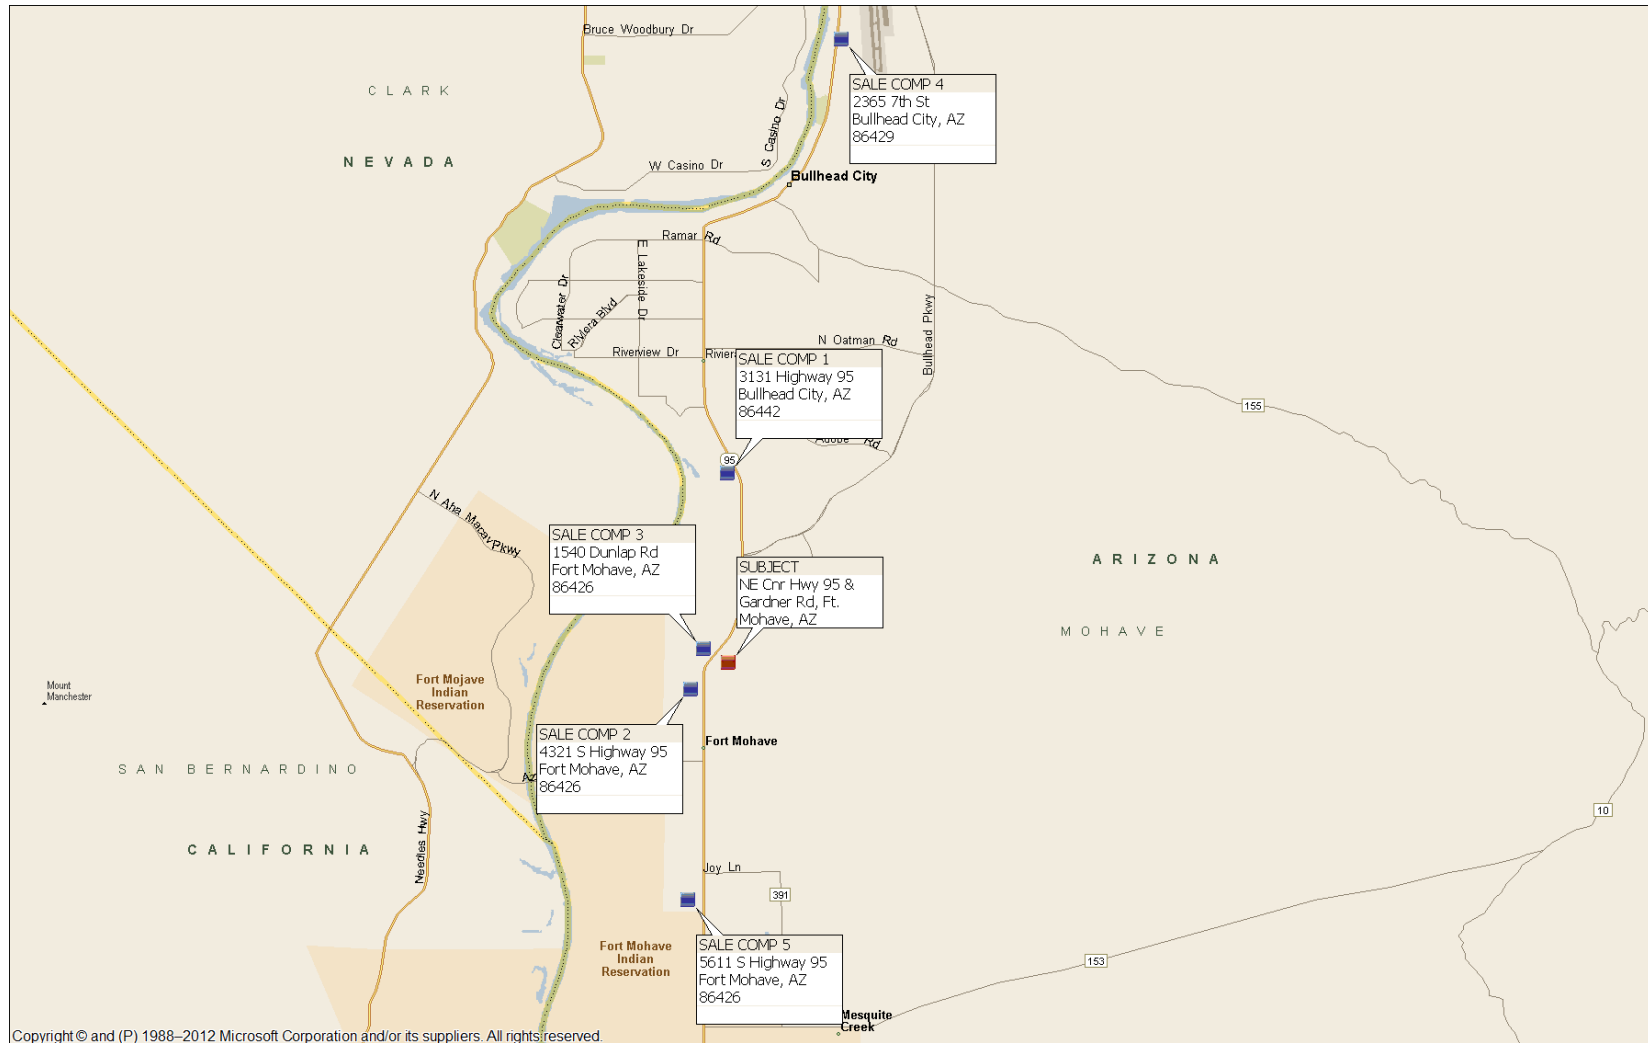 Bruce Woodbury Dr
CLARK
NEVADA
S Casino Dr
W Casino Dr
SALE COMP 4
2365 7th St
Bullhead City, AZ
86429
Bullhead City
Ramar Rd
E Lakeside Dr
Clearwater Dr
Riviera Blvd
Riverview Dr
Riviera
N Oatman Rd
Bullhead Pkwy
SALE COMP 1
3131 Highway 95
Bullhead City, AZ
86442
Adobe Rd
95
155
N Aha Macav Pkwy
SALE COMP 3
1540 Dunlap Rd
Fort Mohave, AZ
86426
SUBJECT
NE Cnr Hwy 95 &
Gardner Rd, Ft.
Mohave, AZ
ARIZONA
MOHAVE
Mount
Manchester
Fort Mojave
Indian
Reservation
SALE COMP 2
4321 S Highway 95
Fort Mohave, AZ
86426
Fort Mohave
Az
SAN BERNARDINO
CALIFORNIA
Needles Hwy
10
Joy Ln
391
Fort Mohave
Indian
Reservation
SALE COMP 5
5611 S Highway 95
Fort Mohave, AZ
86426
153
Mesquite
Creek
Copyright © and (P) 1988–2012 Microsoft Corporation and/or its suppliers. All rights reserved.